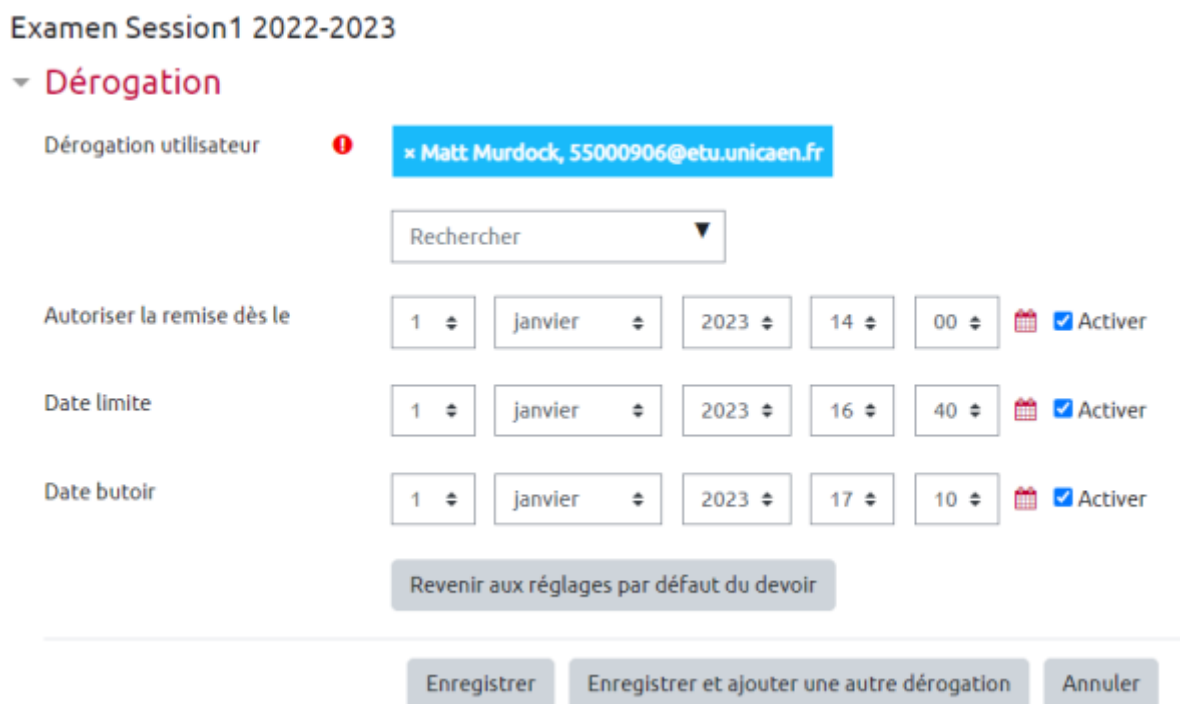 Examen Session1 2022-2023
Dérogation
Dérogation utilisateur × Matt Murdock, 55000906@etu.unicaen.fr
Rechercher
Autoriser la remise dès le 1 janvier 2023 14 00 Activer
Date limite 1 janvier 2023 16 40 Activer
Date butoir 1 janvier 2023 17 10 Activer
Revenir aux réglages par défaut du devoir
Enregistrer Enregistrer et ajouter une autre dérogation Annuler